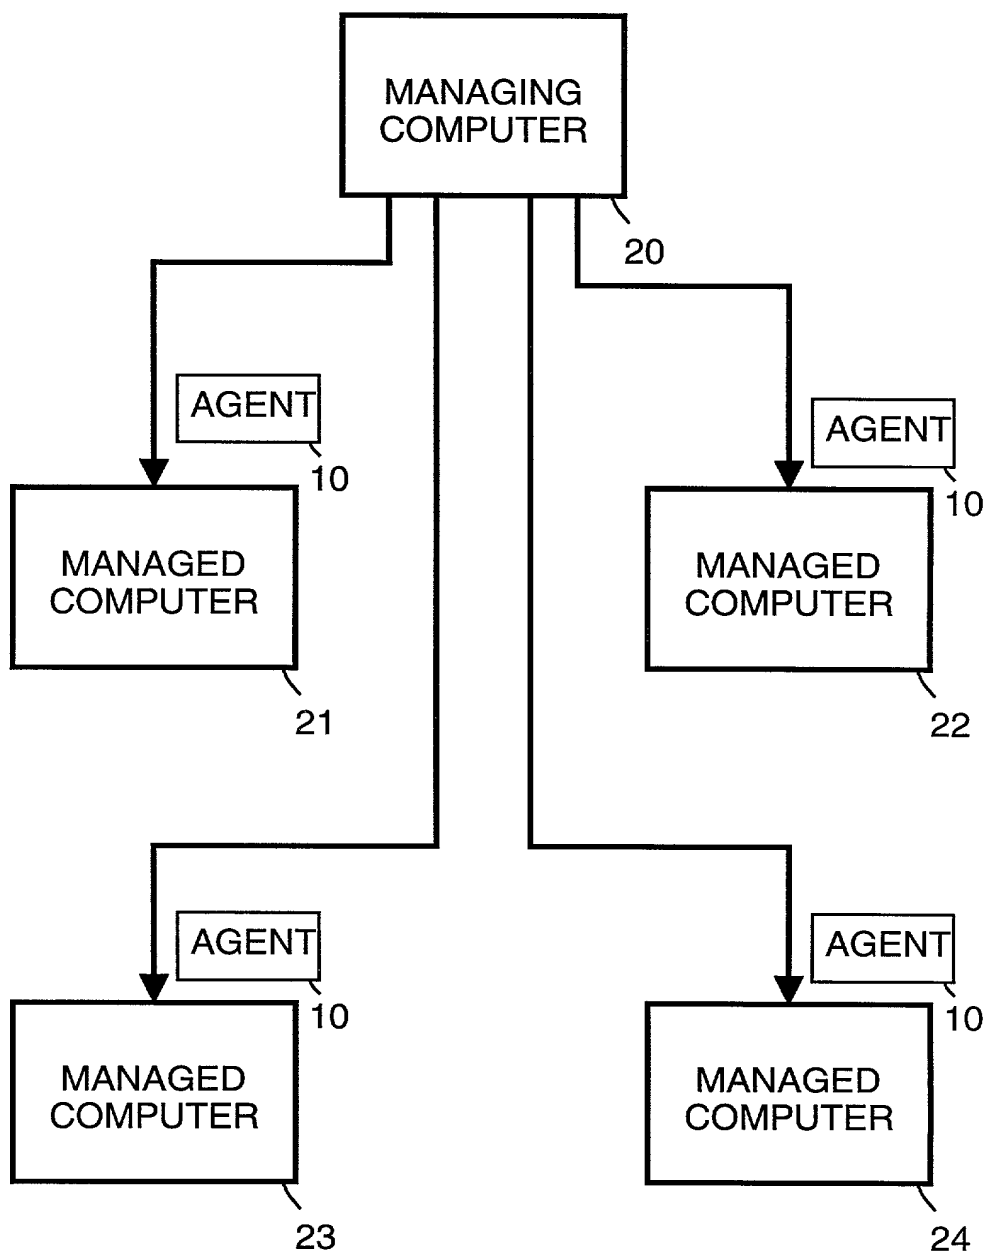 MANAGING
COMPUTER
20
AGENT
10
AGENT
10
MANAGED
COMPUTER
21
MANAGED
COMPUTER
22
AGENT
10
AGENT
10
MANAGED
COMPUTER
23
MANAGED
COMPUTER
24